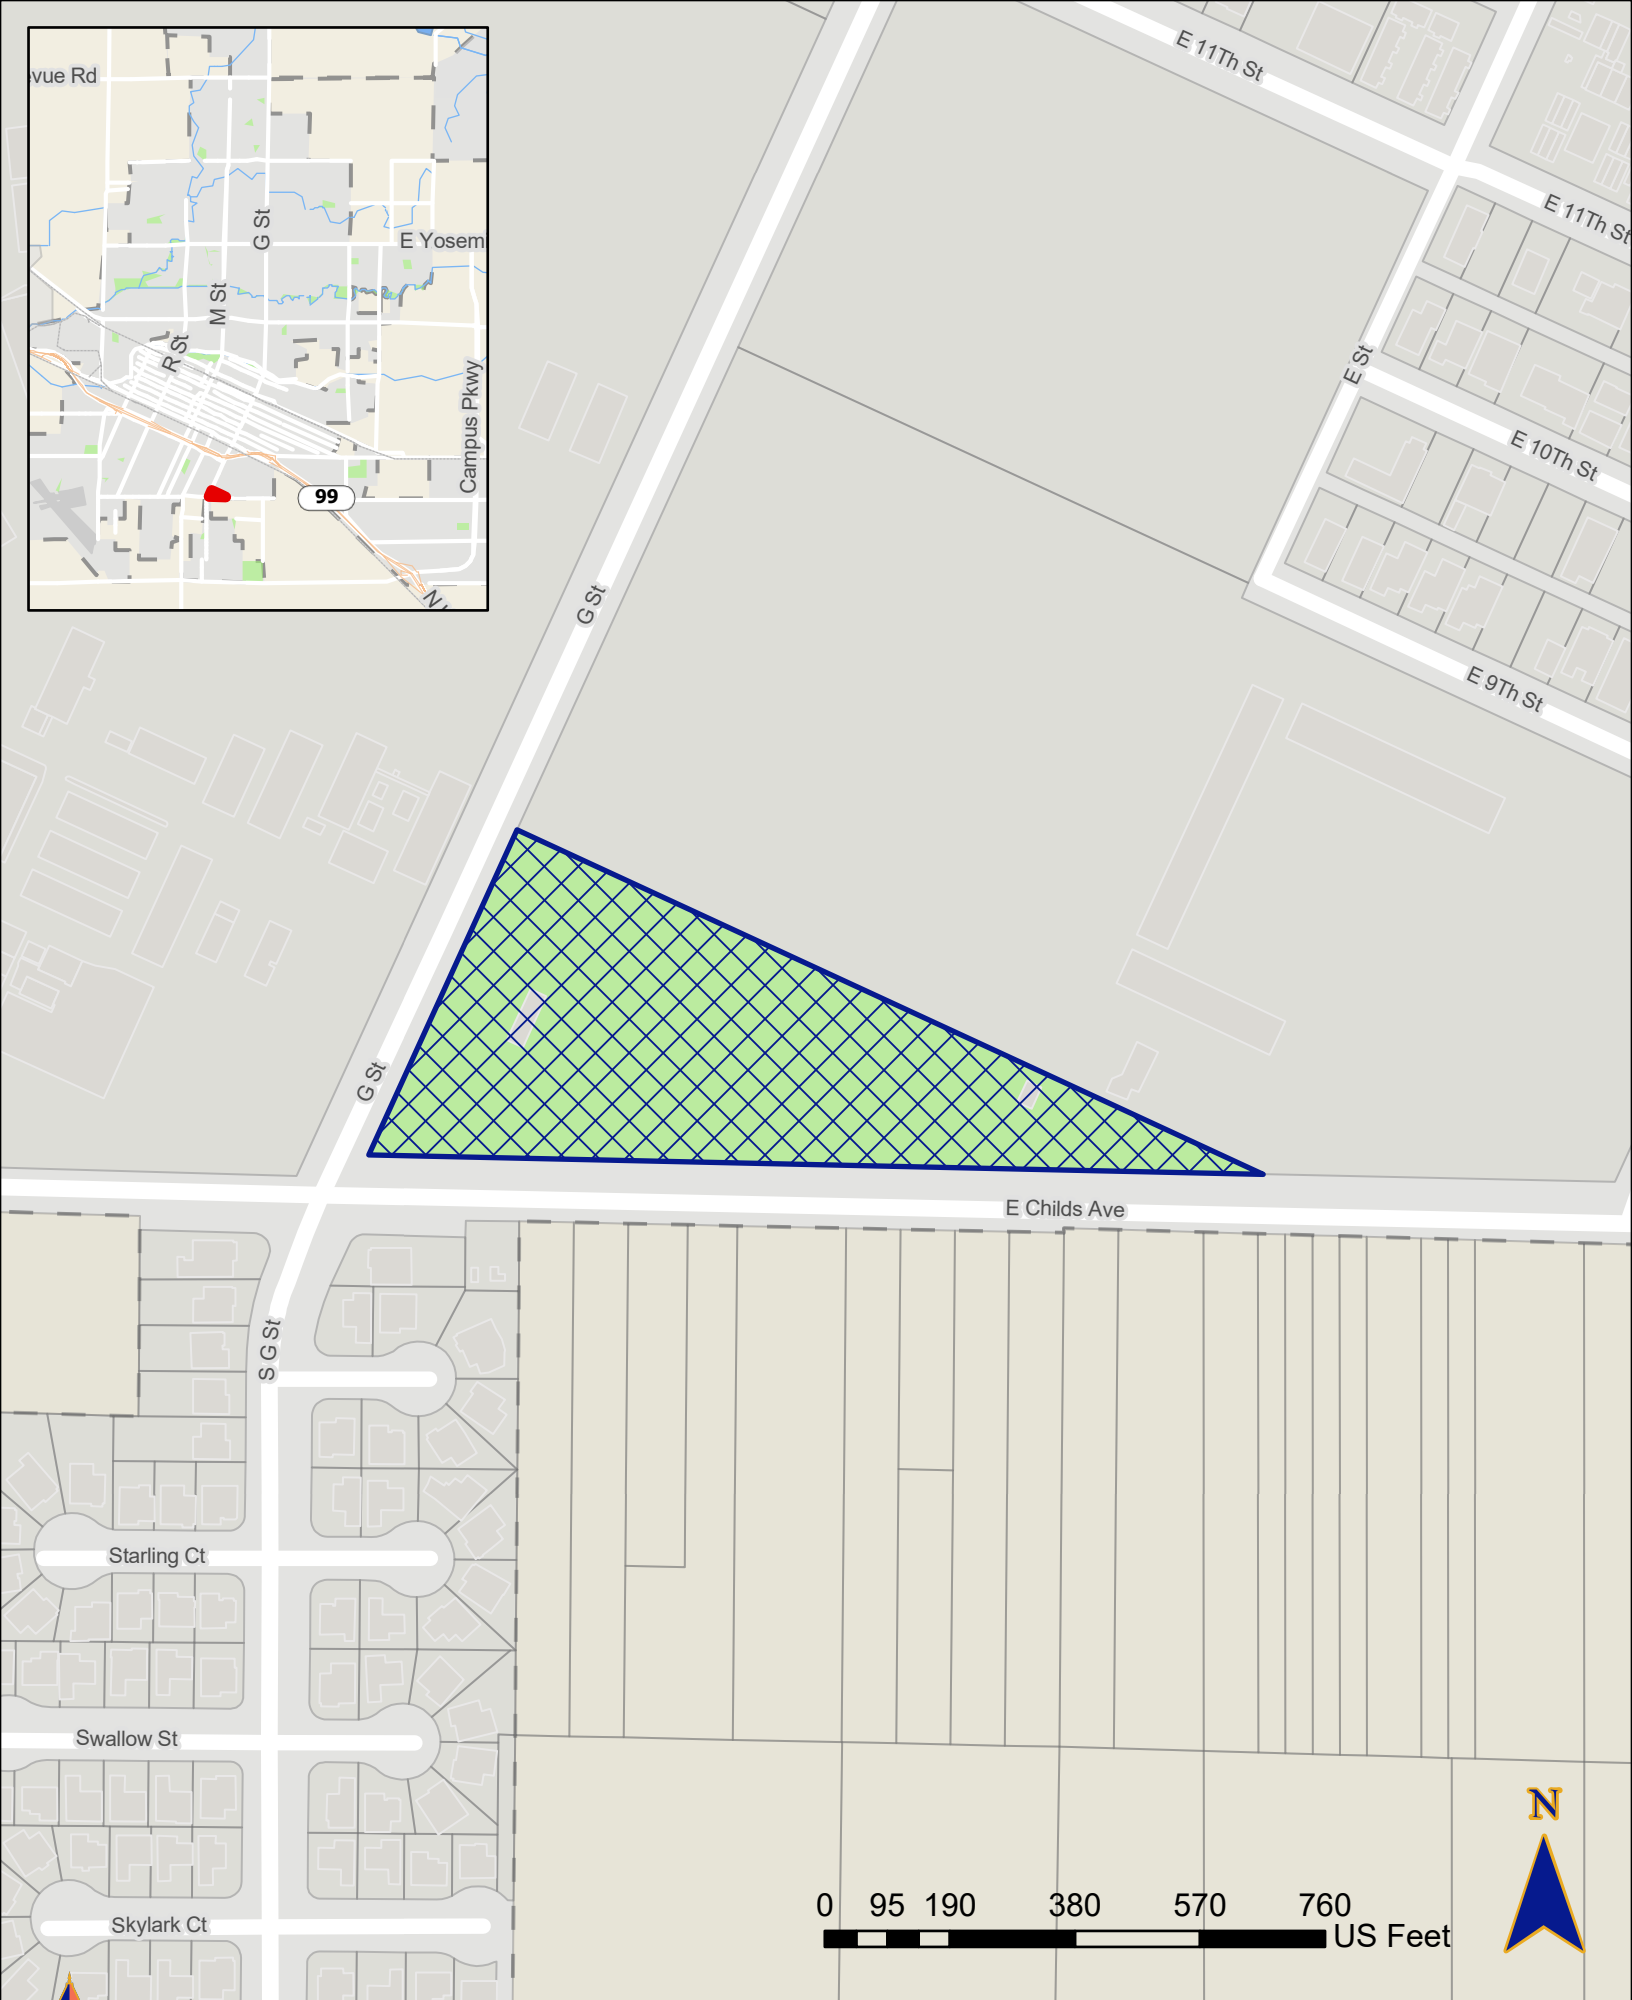 vue Rd
G St
E Yosem
M St
R St
Campus Pkwy
99
E 11Th St
E 11Th St
E St
E 10Th St
G St
E 9Th St
G St
E Childs Ave
S G St
Starling Ct
Swallow St
Skylark Ct
N
0 95 190 380 570 760
US Feet